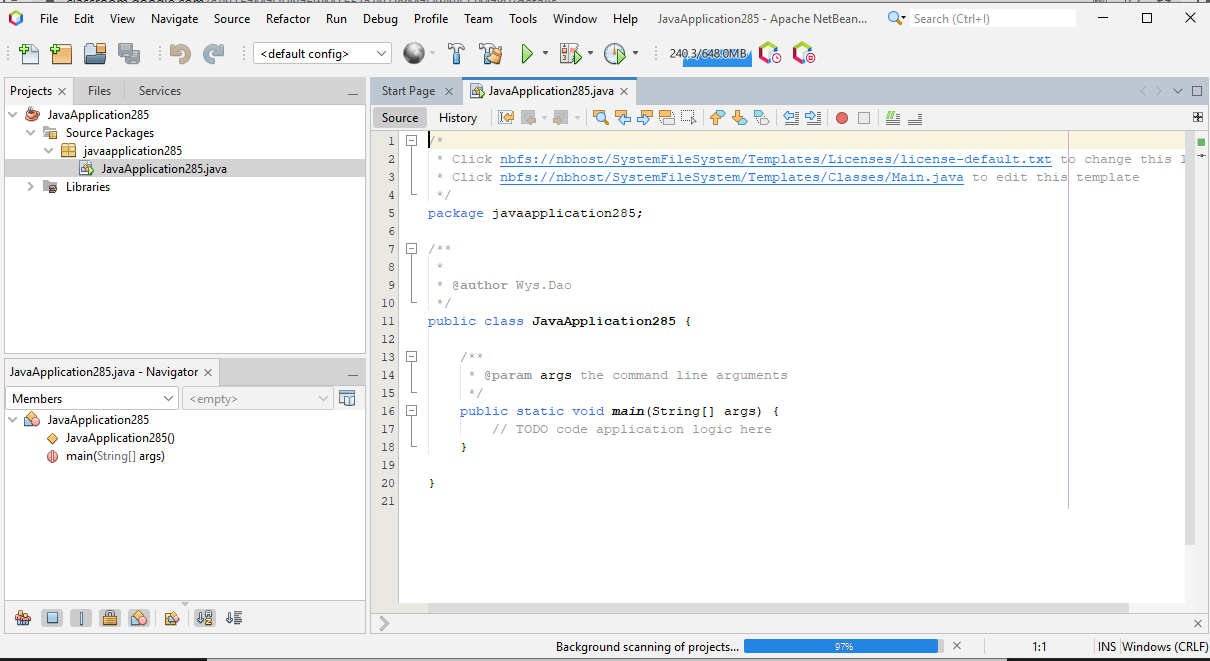 File Edit View Navigate Source Refactor Run Debug Profile Team Tools Window Help JavaApplication285 - Apache NetBean... Search (Ctrl+I)
<default config> 240.3/648.0MB
Projects Files Services
JavaApplication285
Source Packages
javaapplication285
JavaApplication285.java
Libraries
JavaApplication285.java - Navigator
Members <empty>
JavaApplication285
JavaApplication285()
main(String[] args)
Start Page JavaApplication285.java
Source History
1 /*
2 * Click nbfs://nbhost/SystemFileSystem/Templates/Licenses/license-default.txt to change this l
3 * Click nbfs://nbhost/SystemFileSystem/Templates/Classes/Main.java to edit this template
4 */
5 package javaapplication285;
6
7 /**
8 *
9 * @author Wys.Dao
10 */
11 public class JavaApplication285 {
12
13 /**
14 * @param args the command line arguments
15 */
16 public static void main(String[] args) {
17 // TODO code application logic here
18 }
19
20 }
21
Background scanning of projects... 97% 1:1 INS Windows (CRLF)